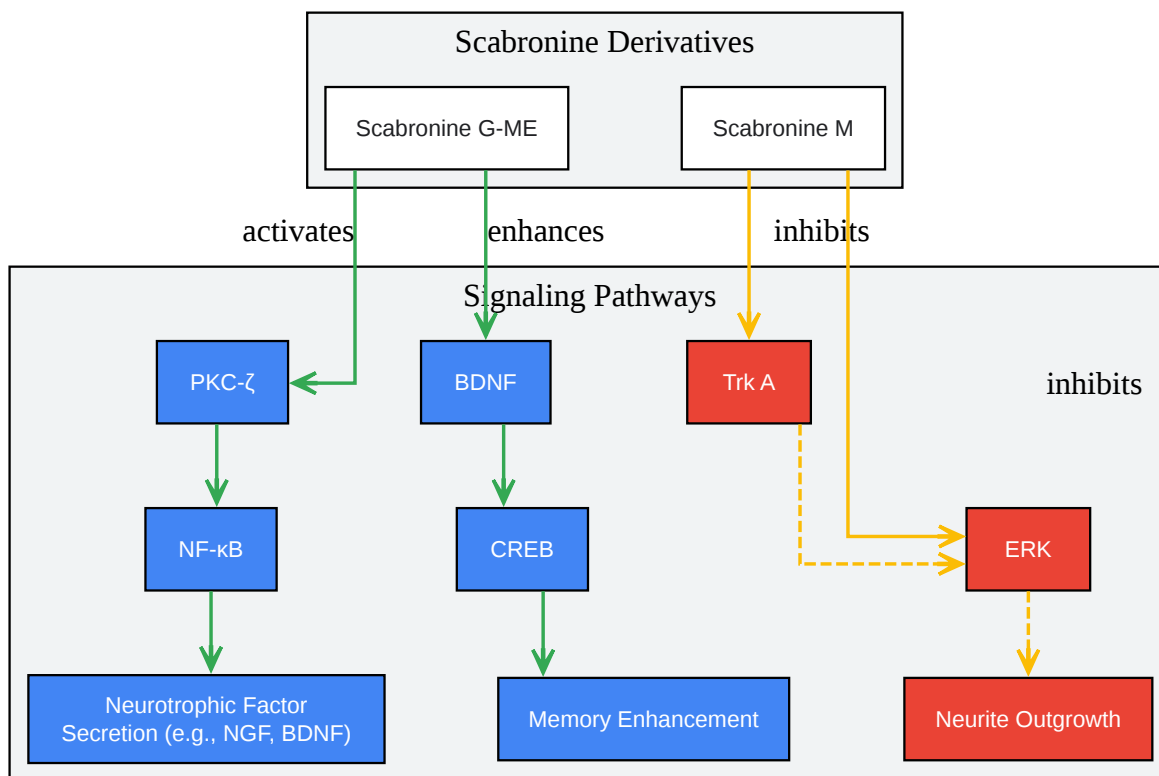 Scabronine Derivatives
Scabronine G-ME
Scabronine M
activates
enhances
inhibits
Signaling Pathways
PKC-ζ
BDNF
Trk A
inhibits
NF-κB
CREB
ERK
Neurotrophic Factor
Secretion (e.g., NGF, BDNF)
Memory Enhancement
Neurite Outgrowth